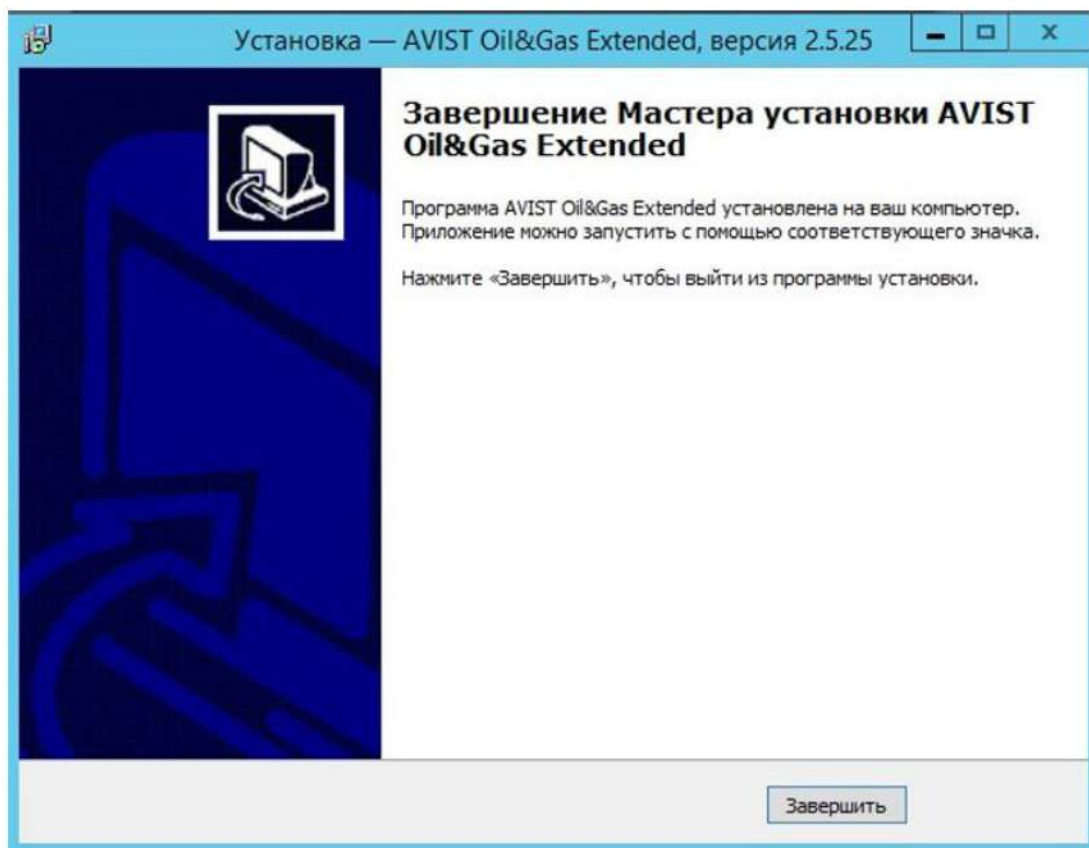 Установка — AVIST Oil&Gas Extended, версия 2.5.25
Завершение Мастера установки AVIST
Oil&Gas Extended
Программа AVIST Oil&Gas Extended установлена на ваш компьютер.
Приложение можно запустить с помощью соответствующего значка.
Нажмите «Завершить», чтобы выйти из программы установки.
Завершить